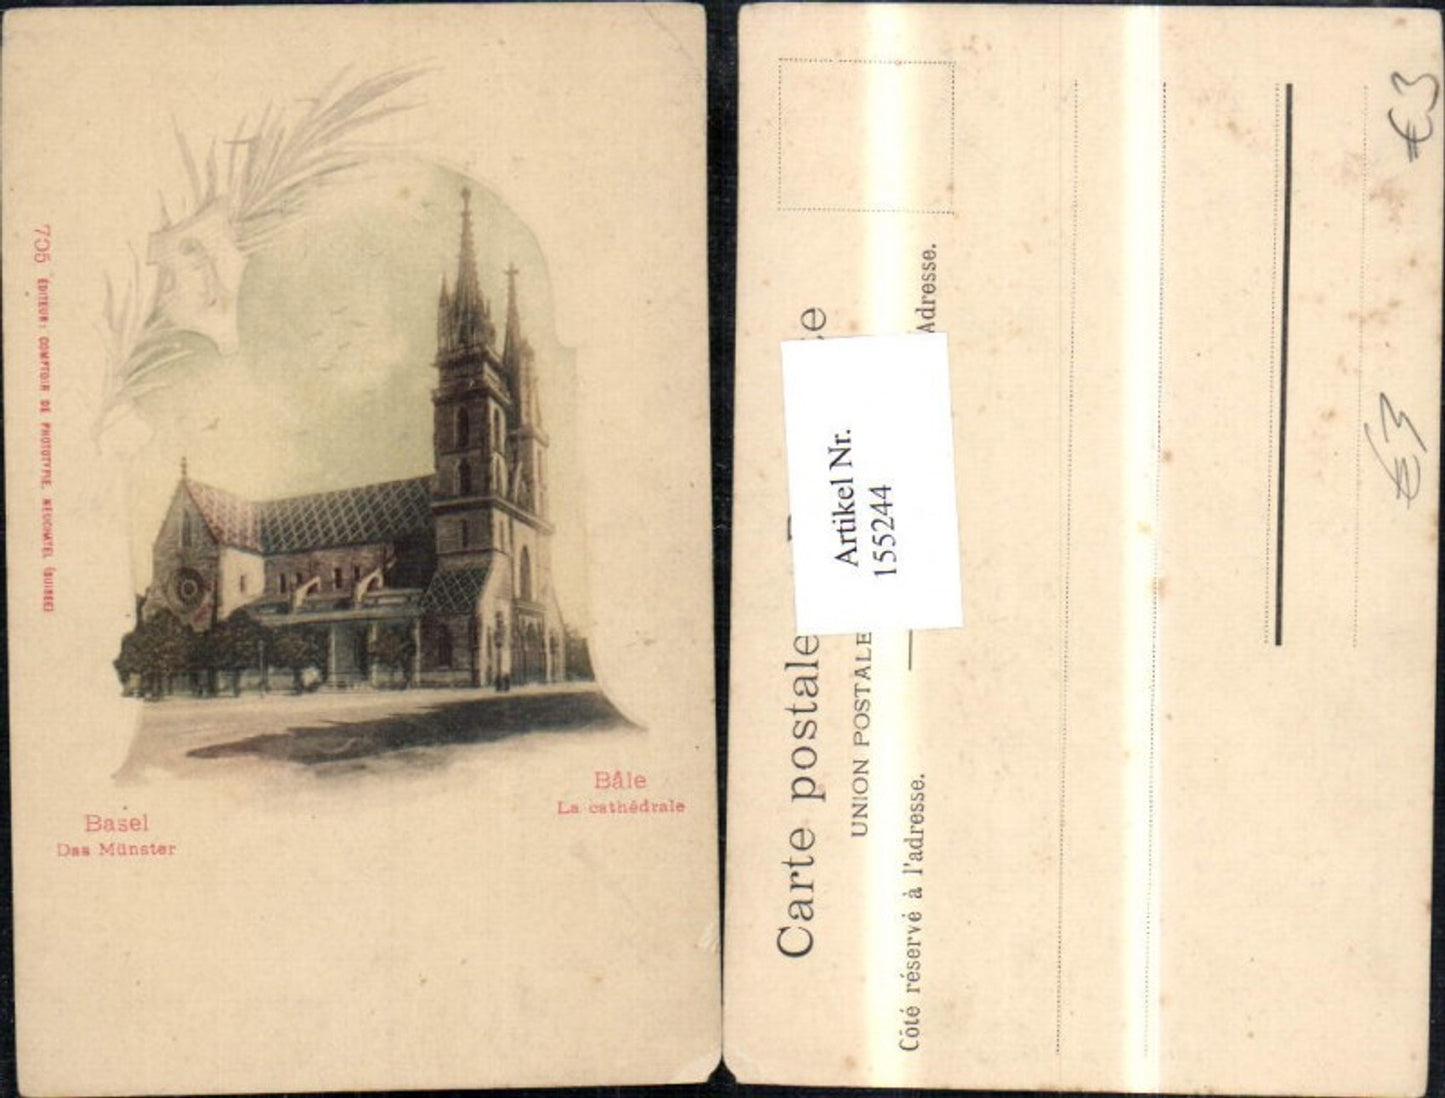 705 ÉDITEUR: COMPTOIR DE PHOTOTYPIE, NEUCHATEL (SUISSE)
Bâle
La cathédrale
Basel
Das Münster
Carte postale
UNION POSTALE
Côté réservé à l'adresse.
Adresse.
Artikel Nr.
155244
€3
€3